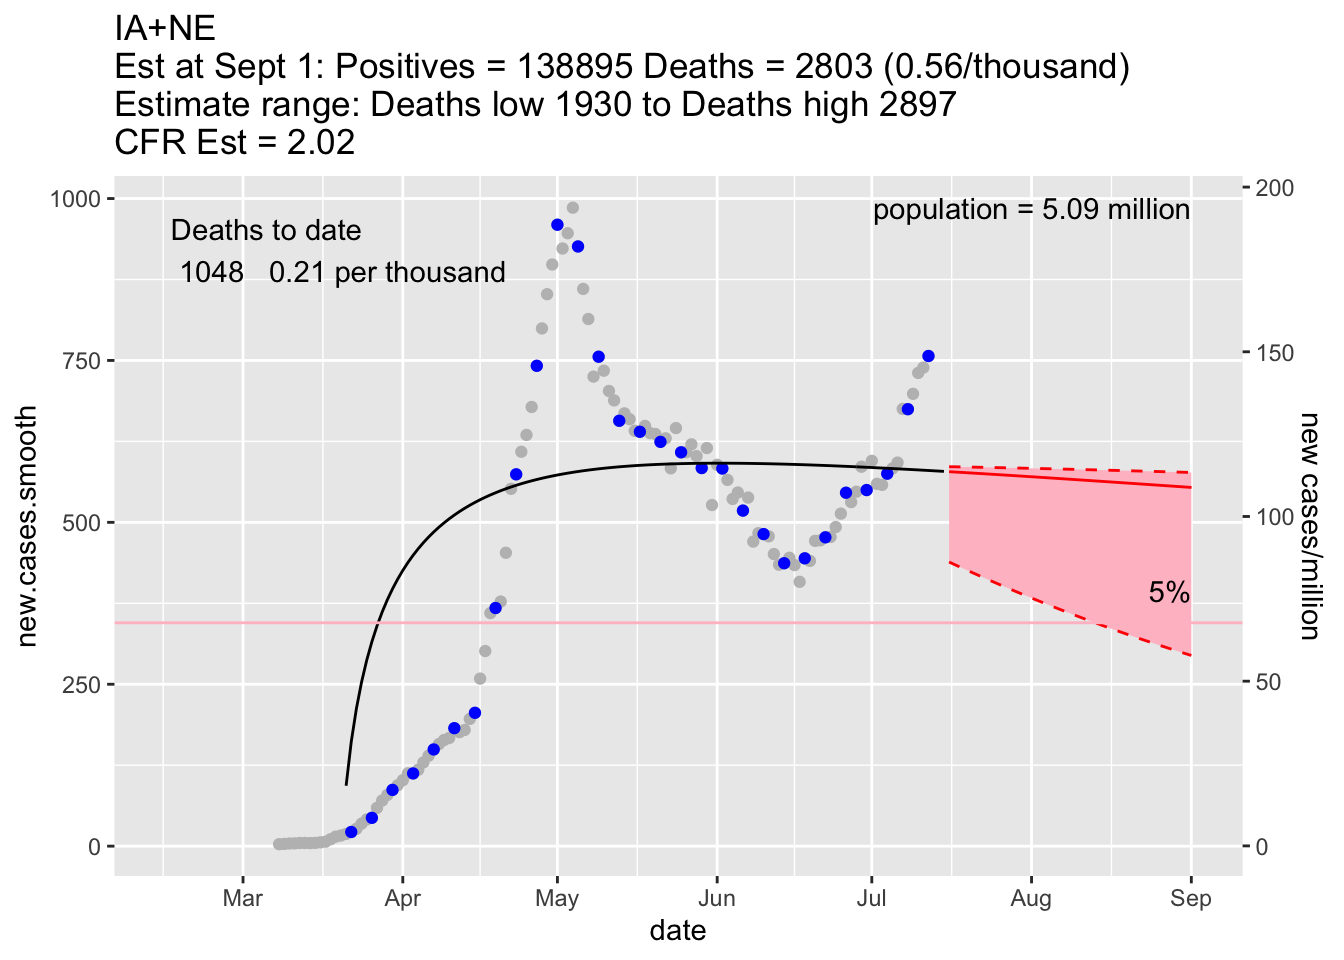 IA+NE
Est at Sept 1: Positives = 138895 Deaths = 2803 (0.56/thousand)
Estimate range: Deaths low 1930 to Deaths high 2897
CFR Est = 2.02
Deaths to date
1048 0.21 per thousand
population = 5.09 million
1000
750
500
250
0
new.cases.smooth
200
150
100
50
0
new cases/million
5%
Mar Apr May Jun Jul Aug Sep
date